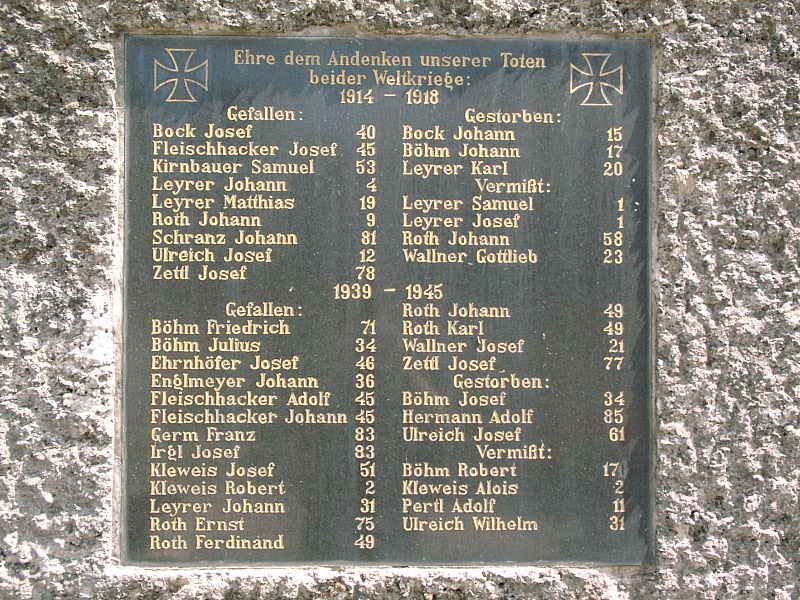 Ehre dem Andenken unserer Toten
beider Weltkriege:
1914 – 1918
Gefallen:
Bock Josef 40
Fleischhacker Josef 45
Kirnbauer Samuel 53
Leyrer Johann 4
Leyrer Matthias 19
Roth Johann 9
Schranz Johann 81
Ulreich Josef 12
Zettl Josef 78
Gestorben:
Bock Johann 15
Böhm Johann 17
Leyrer Karl 20
Vermißt:
Leyrer Samuel 1
Leyrer Josef 1
Roth Johann 58
Wallner Gottlieb 23
1939 – 1945
Gefallen:
Böhm Friedrich 71
Böhm Julius 34
Ehrnhöfer Josef 46
Englmeyer Johann 36
Fleischhacker Adolf 45
Fleischhacker Johann 45
Germ Franz 83
Irgl Josef 83
Kleweis Josef 51
Kleweis Robert 2
Leyrer Johann 31
Roth Ernst 75
Roth Ferdinand 49
Roth Johann 49
Roth Karl 49
Wallner Josef 21
Zettl Josef 77
Gestorben:
Böhm Josef 34
Hermann Adolf 85
Ulreich Josef 61
Vermißt:
Böhm Robert
Kleweis Alois 2
Pertl Adolf 11
Ulreich Wilhelm 31